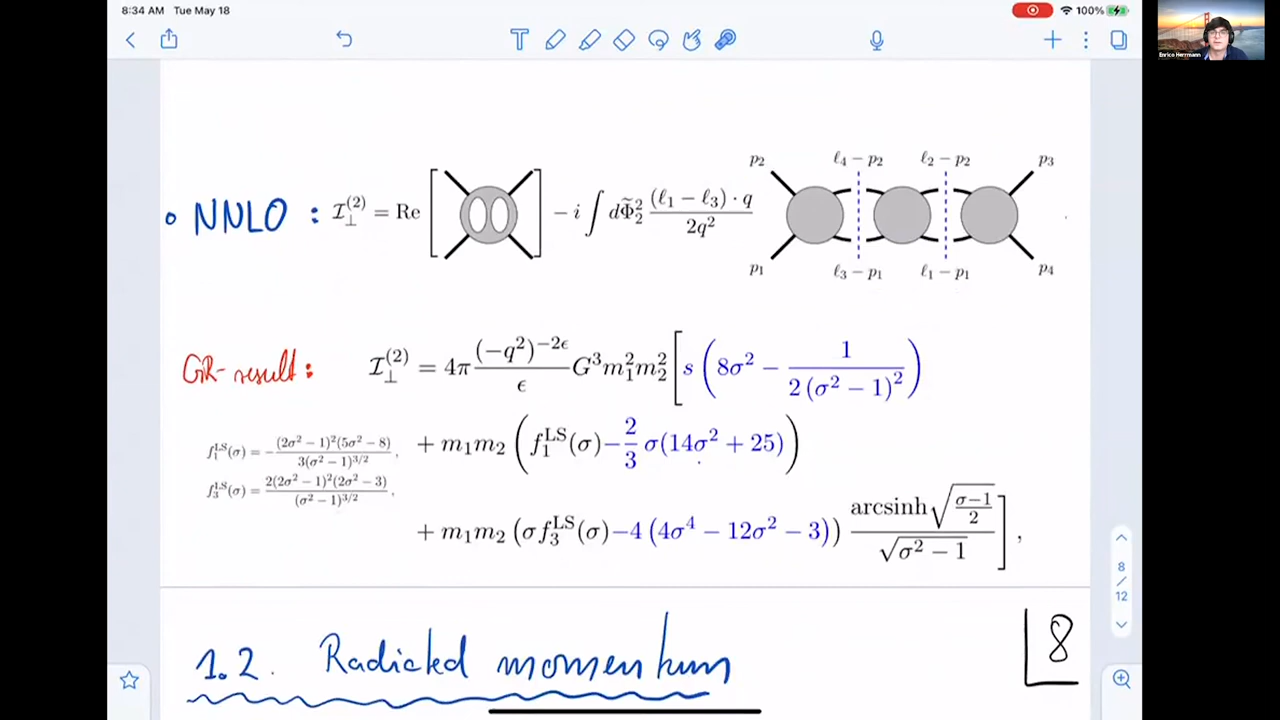 8:34 AM Tue May 18
100%
Enrico Herrmann
p₂ ℓ₄ − p₂ ℓ₂ − p₂ p₃
∘ NNLO : 𝓘⊥^(2) = Re [ ] − i ∫ dΦ̃₂² (ℓ₁ − ℓ₃) · q / 2q²
p₁ ℓ₃ − p₁ ℓ₁ − p₁ p₄
GR-result: 𝓘⊥^(2) = 4π (−q²)^(−2ϵ) / ϵ G³m₁²m₂² [ s ( 8σ² − 1 / 2 (σ² − 1)² )
f₁^LS(σ) = − (2σ² − 1)²(5σ² − 8) / 3(σ² − 1)^(3/2) ,
+ m₁m₂ ( f₁^LS(σ) − 2/3 σ(14σ² + 25) )
f₃^LS(σ) = 2(2σ² − 1)²(2σ² − 3) / (σ² − 1)^(3/2) ,
+ m₁m₂ (σf₃^LS(σ) − 4 (4σ⁴ − 12σ² − 3)) arcsinh √((σ−1)/2) / √(σ² − 1) ] ,
8
/
12
1.2. Radiated momentum
8